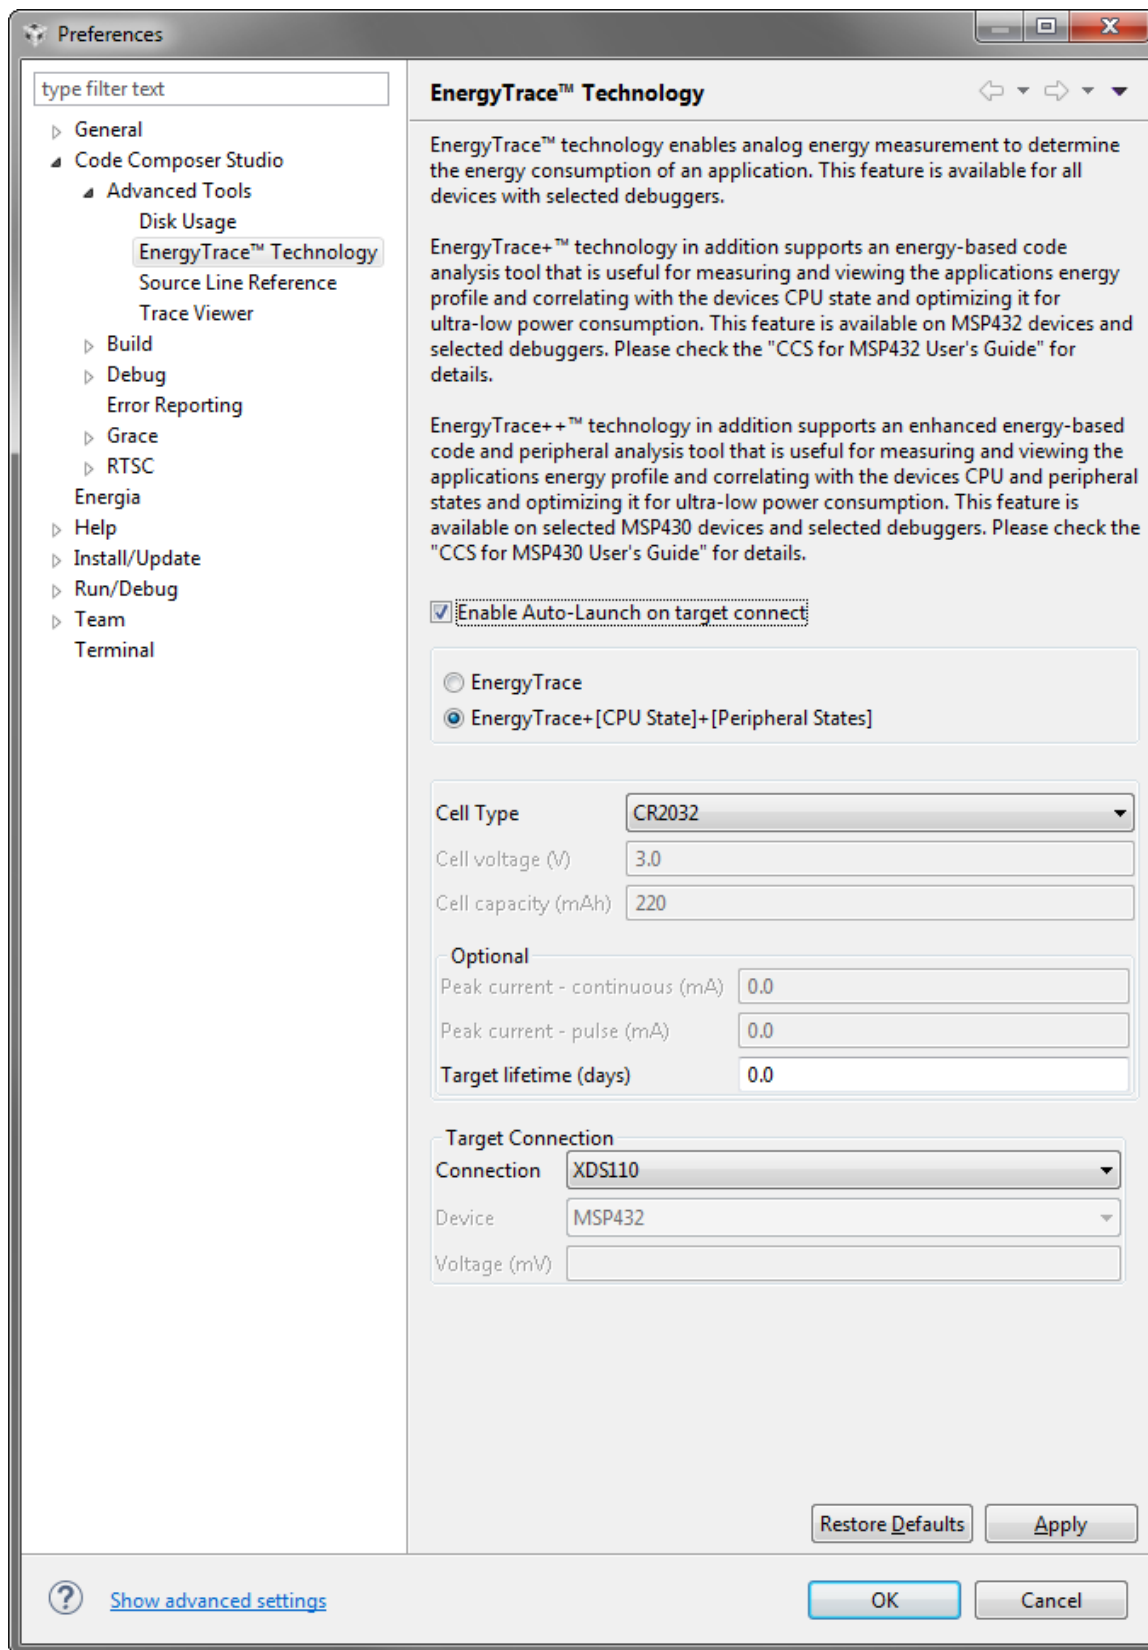 Preferences
type filter text
General
Code Composer Studio
Advanced Tools
Disk Usage
EnergyTrace™ Technology
Source Line Reference
Trace Viewer
Build
Debug
Error Reporting
Grace
RTSC
Energia
Help
Install/Update
Run/Debug
Team
Terminal
EnergyTrace™ Technology
EnergyTrace™ technology enables analog energy measurement to determine
the energy consumption of an application. This feature is available for all
devices with selected debuggers.
EnergyTrace+™ technology in addition supports an energy-based code
analysis tool that is useful for measuring and viewing the applications energy
profile and correlating with the devices CPU state and optimizing it for
ultra-low power consumption. This feature is available on MSP432 devices and
selected debuggers. Please check the "CCS for MSP432 User's Guide" for
details.
EnergyTrace++™ technology in addition supports an enhanced energy-based
code and peripheral analysis tool that is useful for measuring and viewing the
applications energy profile and correlating with the devices CPU and peripheral
states and optimizing it for ultra-low power consumption. This feature is
available on selected MSP430 devices and selected debuggers. Please check the
"CCS for MSP430 User's Guide" for details.
Enable Auto-Launch on target connect
EnergyTrace
EnergyTrace+[CPU State]+[Peripheral States]
Cell Type CR2032
Cell voltage (V) 3.0
Cell capacity (mAh) 220
Optional
Peak current - continuous (mA) 0.0
Peak current - pulse (mA) 0.0
Target lifetime (days) 0.0
Target Connection
Connection XDS110
Device MSP432
Voltage (mV)
Restore Defaults Apply
? Show advanced settings OK Cancel